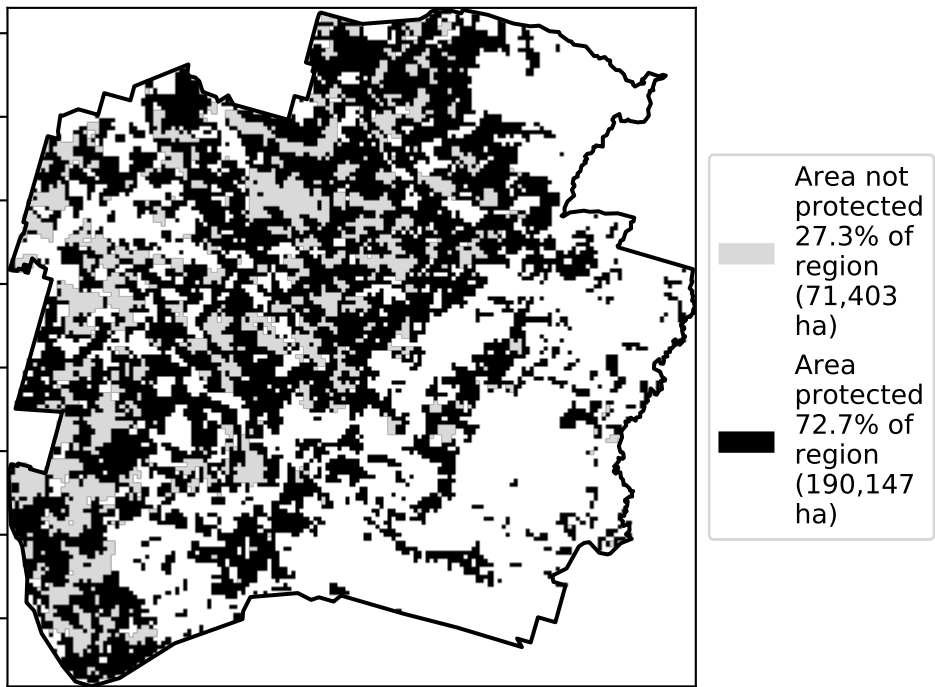 Area not
protected
27.3% of
region
(71,403
ha)
Area
protected
72.7% of
region
(190,147
ha)